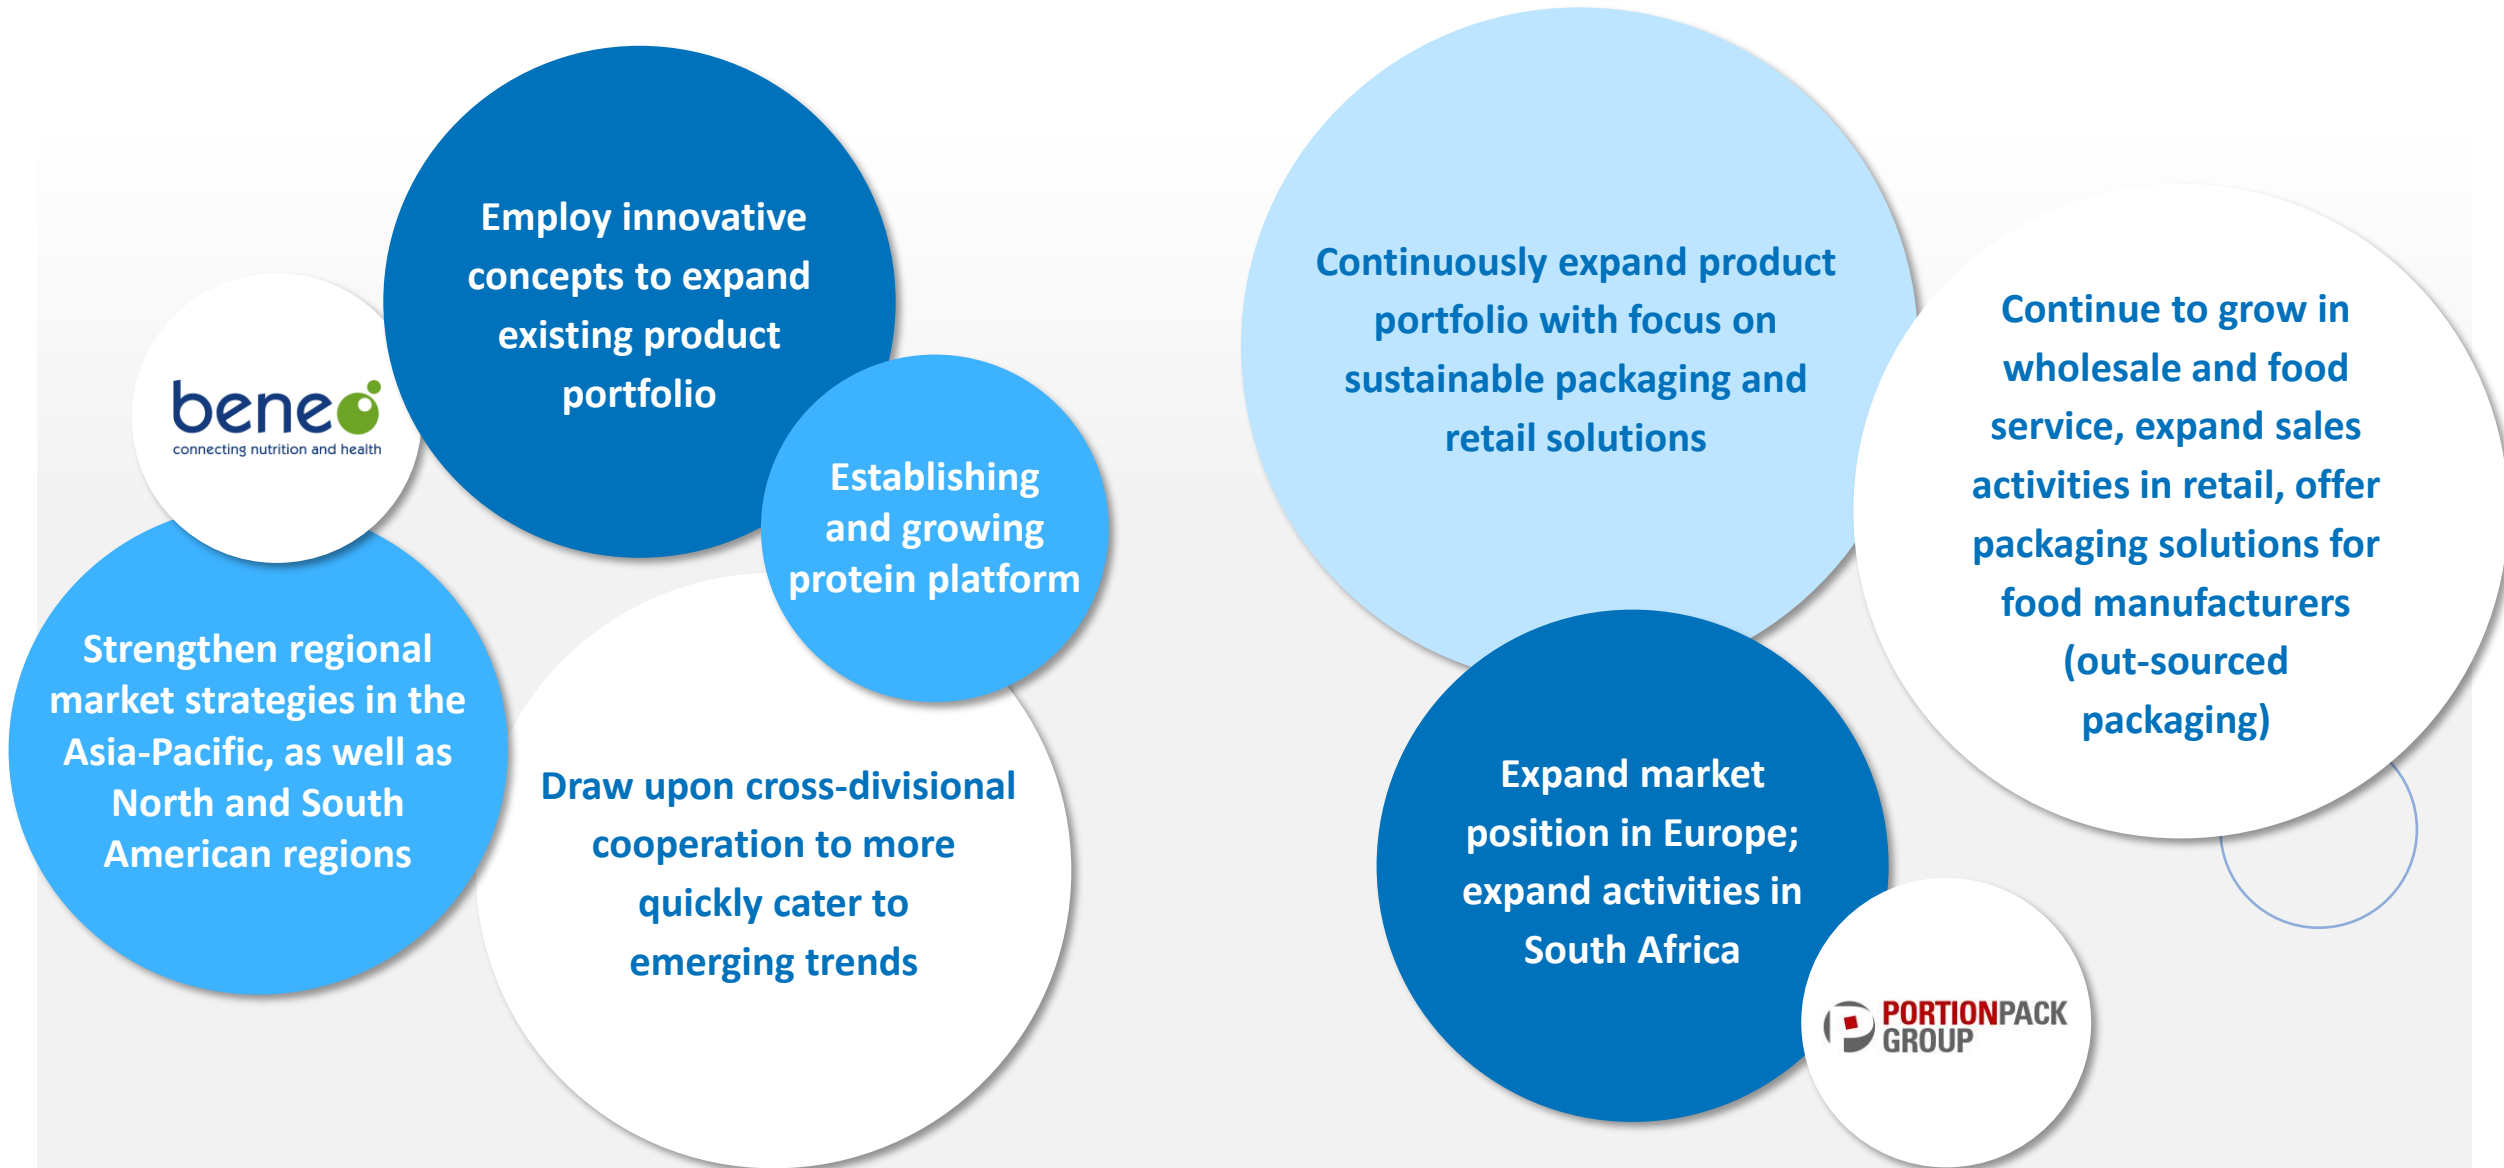 beneo
connecting nutrition and health
Employ innovative
concepts to expand
existing product
portfolio
Establishing
and growing
protein platform
Strengthen regional
market strategies in the
Asia-Pacific, as well as
North and South
American regions
Draw upon cross-divisional
cooperation to more
quickly cater to
emerging trends
Continuously expand product
portfolio with focus on
sustainable packaging and
retail solutions
Continue to grow in
wholesale and food
service, expand sales
activities in retail, offer
packaging solutions for
food manufacturers
(out-sourced
packaging)
Expand market
position in Europe;
expand activities in
South Africa
PORTIONPACK
GROUP